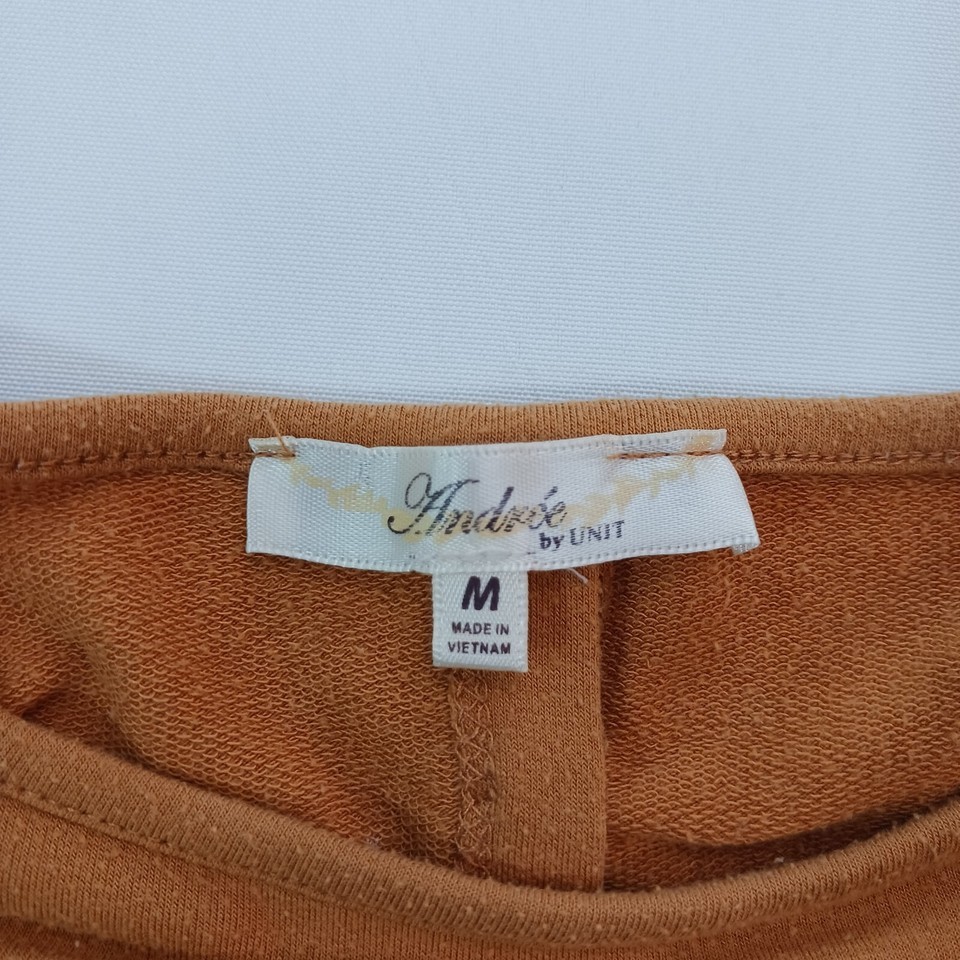 Andrée
by UNIT
M
MADE IN
VIETNAM